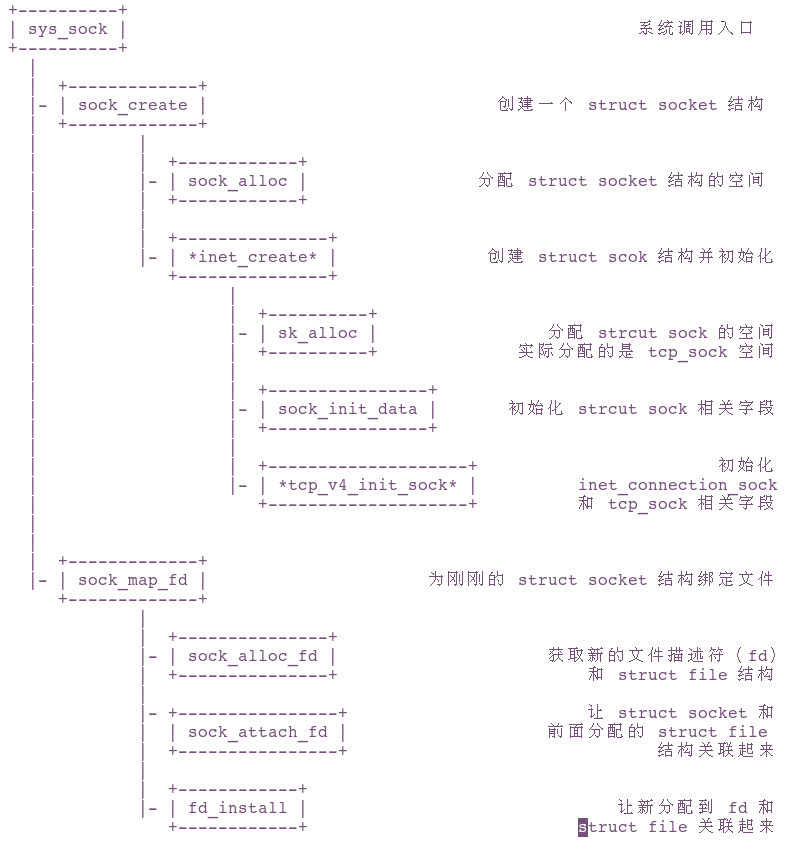 sys_sock 系统调用入口
sock_create 创建一个 struct socket 结构
sock_alloc 分配 struct socket 结构的空间
*inet_create* 创建 struct scok 结构并初始化
sk_alloc 分配 strcut sock 的空间
实际分配的是 tcp_sock 空间
sock_init_data 初始化 strcut sock 相关字段
初始化
*tcp_v4_init_sock* inet_connection_sock
和 tcp_sock 相关字段
sock_map_fd 为刚刚的 struct socket 结构绑定文件
sock_alloc_fd 获取新的文件描述符（fd）
和 struct file 结构
让 struct socket 和
sock_attach_fd 前面分配的 struct file
结构关联起来
fd_install 让新分配到 fd 和
struct file 关联起来